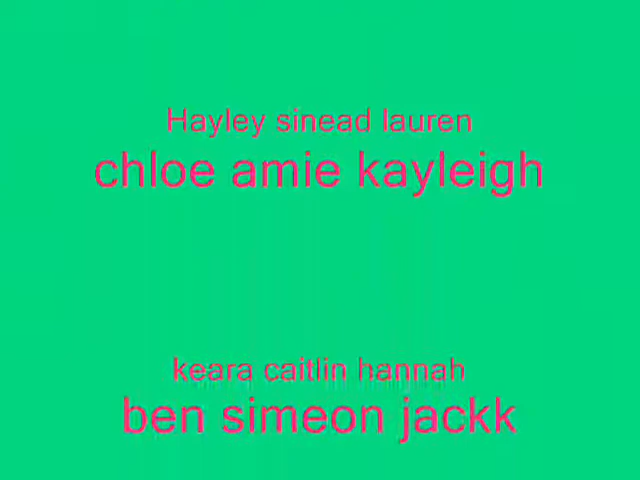 Hayley sinead lauren
chloe amie kayleigh
keara caitlin hannah
ben simeon jackk